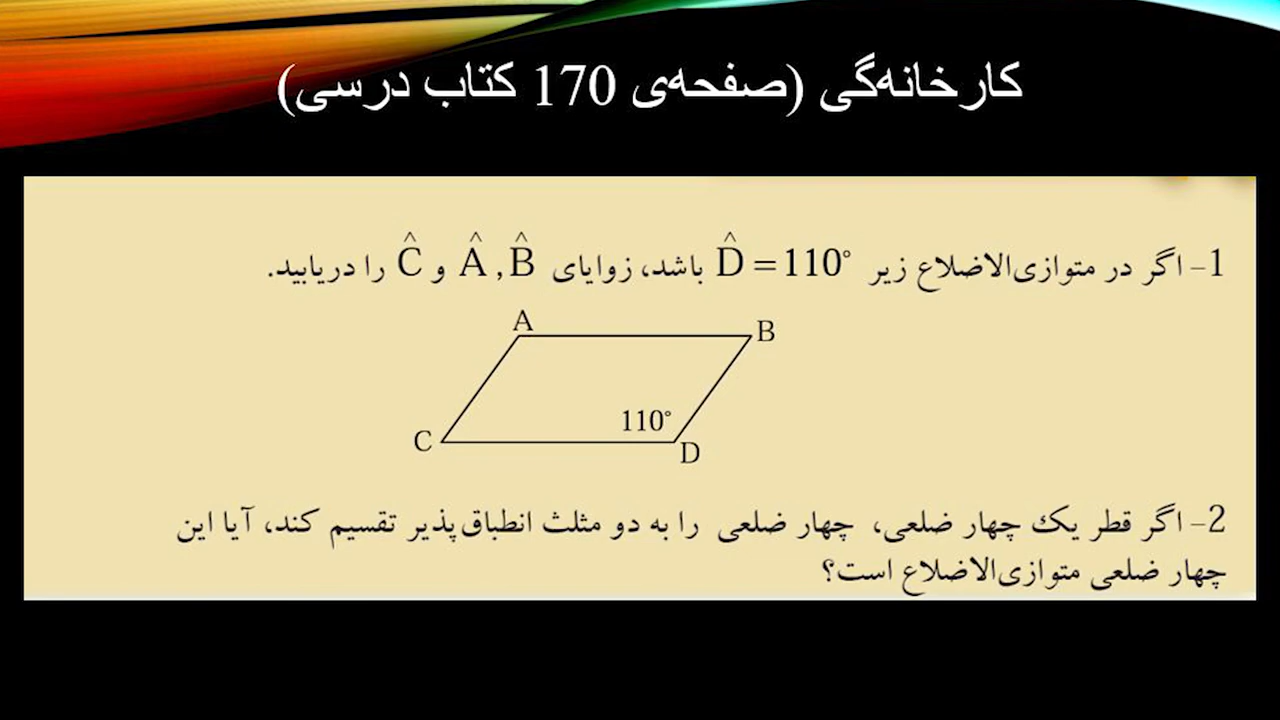 کارخانه‌گی (صفحه‌ی 170 کتاب درسی)
1- اگر در متوازی‌الاضلاع زیر D̂ = 110° باشد، زوایای B̂ , Â و Ĉ را دریابید.
A
B
110°
C
D
2- اگر قطر یک چهار ضلعی، چهار ضلعی را به دو مثلث انطباق‌پذیر تقسیم کند، آیا این
چهار ضلعی متوازی‌الاضلاع است؟